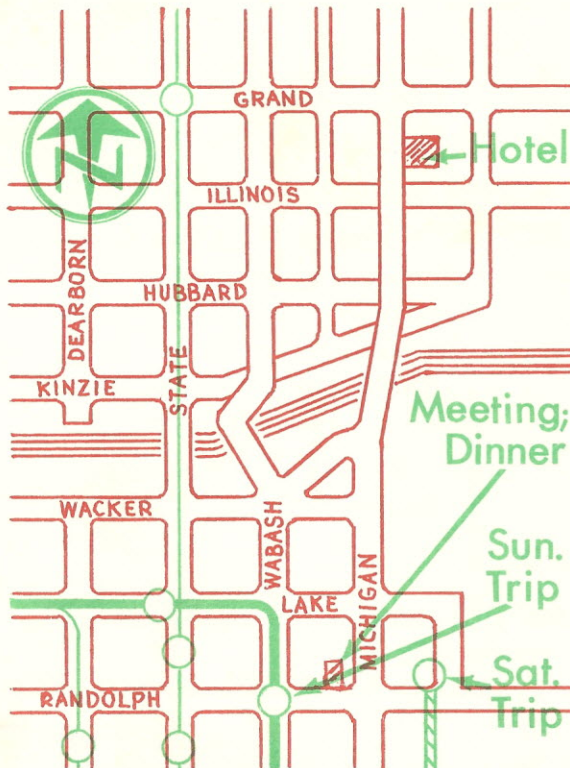 GRAND
N
Hotel
ILLINOIS
DEARBORN
HUBBARD
STATE
KINZIE
Meeting;
Dinner
WACKER
WABASH
Sun.
Trip
LAKE
MICHIGAN
RANDOLPH
Sat.
Trip